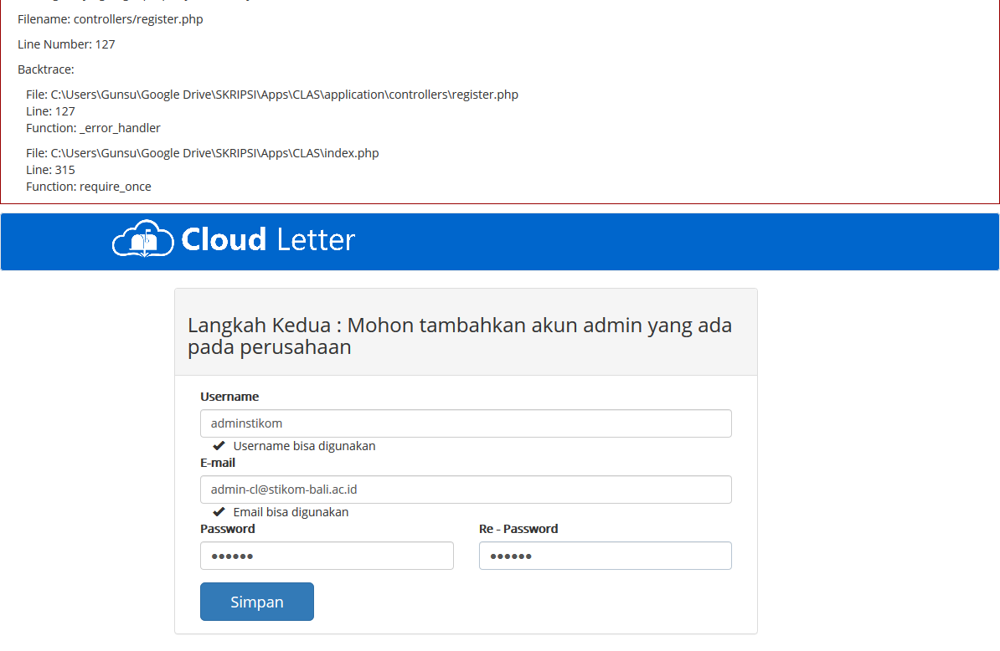 Filename: controllers/register.php
Line Number: 127
Backtrace:
File: C:\Users\Gunsu\Google Drive\SKRIPSI\Apps\CLAS\application\controllers\register.php
Line: 127
Function: _error_handler
File: C:\Users\Gunsu\Google Drive\SKRIPSI\Apps\CLAS\index.php
Line: 315
Function: require_once
Cloud Letter
Langkah Kedua : Mohon tambahkan akun admin yang ada
pada perusahaan
Username
adminstikom
Username bisa digunakan
E-mail
admin-cl@stikom-bali.ac.id
Email bisa digunakan
Password Re - Password
•••••• ••••••
Simpan